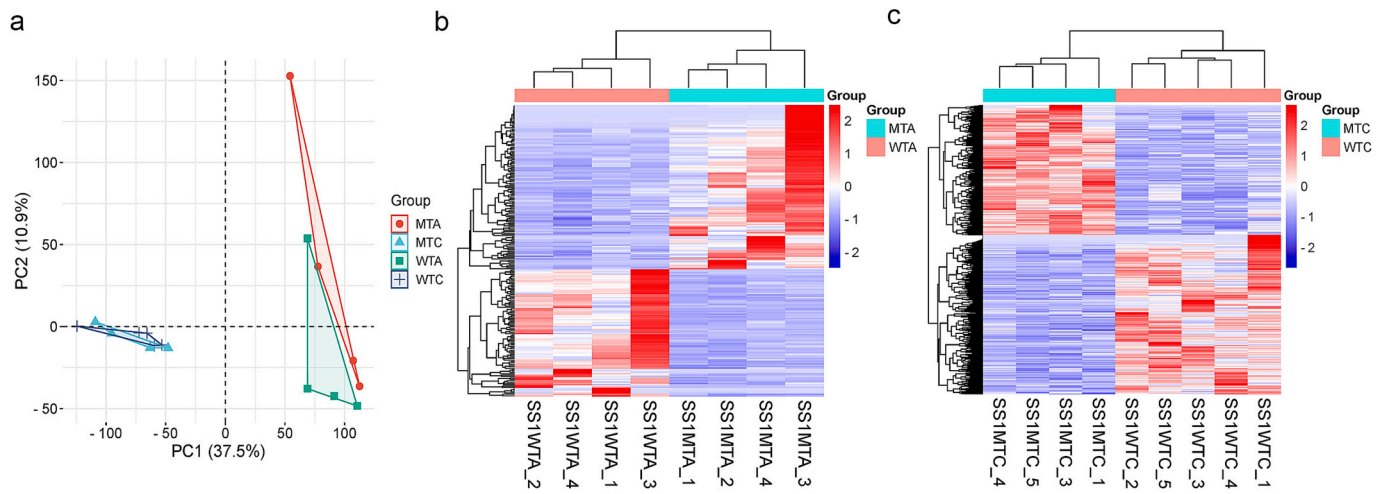 a
150
100
50
0
- 50
- 100
- 50
0
50
100
PC2 (10.9%)
PC1 (37.5%)
Group
MTA
MTC
WTA
WTC
b
Group
Group
MTA
WTA
2
1
0
- 1
- 2
SS1WTA_2
SS1WTA_4
SS1WTA_1
SS1WTA_3
SS1MTA_1
SS1MTA_2
SS1MTA_4
SS1MTA_3
c
Group
Group
MTC
WTC
2
1
0
- 1
- 2
SS1MTC_4
SS1MTC_5
SS1MTC_3
SS1MTC_1
SS1WTC_2
SS1WTC_5
SS1WTC_3
SS1WTC_4
SS1WTC_1